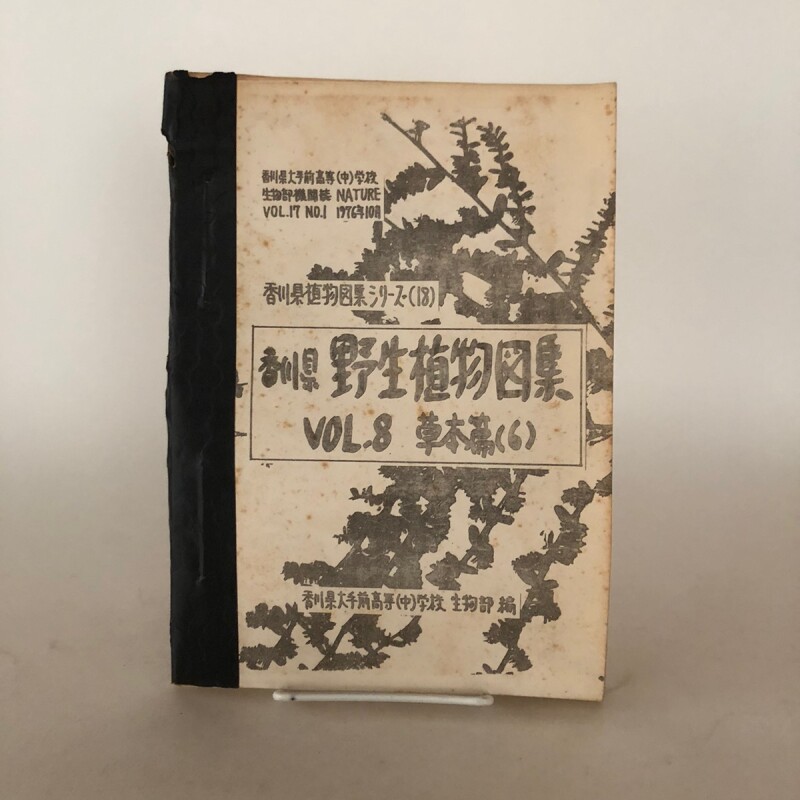 香川県大手前高等(中)学校
生物部機関誌 NATURE
VOL.17 NO.1 1976年10月
香川県植物図集シリーズ(18)
香川県 野生植物図集
VOL.8 草本篇(6)
香川県大手前高等(中)学校 生物部 編